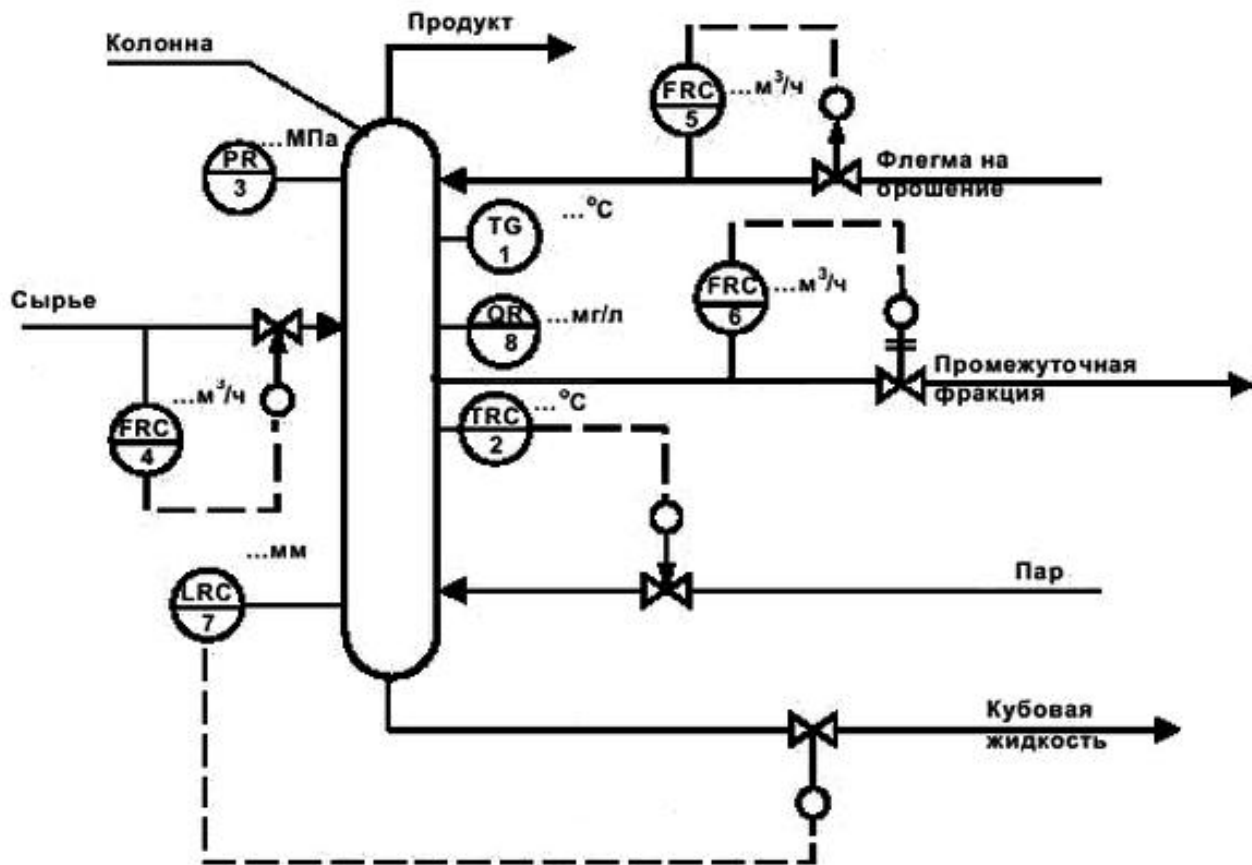 Продукт
Колонна
FRC
5
...м³/ч
...МПа
PR
3
Флегма на
орошение
...°С
TG
1
FRC
6
...м³/ч
Сырье
QR
8
...мг/л
Промежуточная
фракция
...м³/ч
FRC
4
...°С
TRC
2
...мм
LRC
7
Пар
Кубовая
жидкость